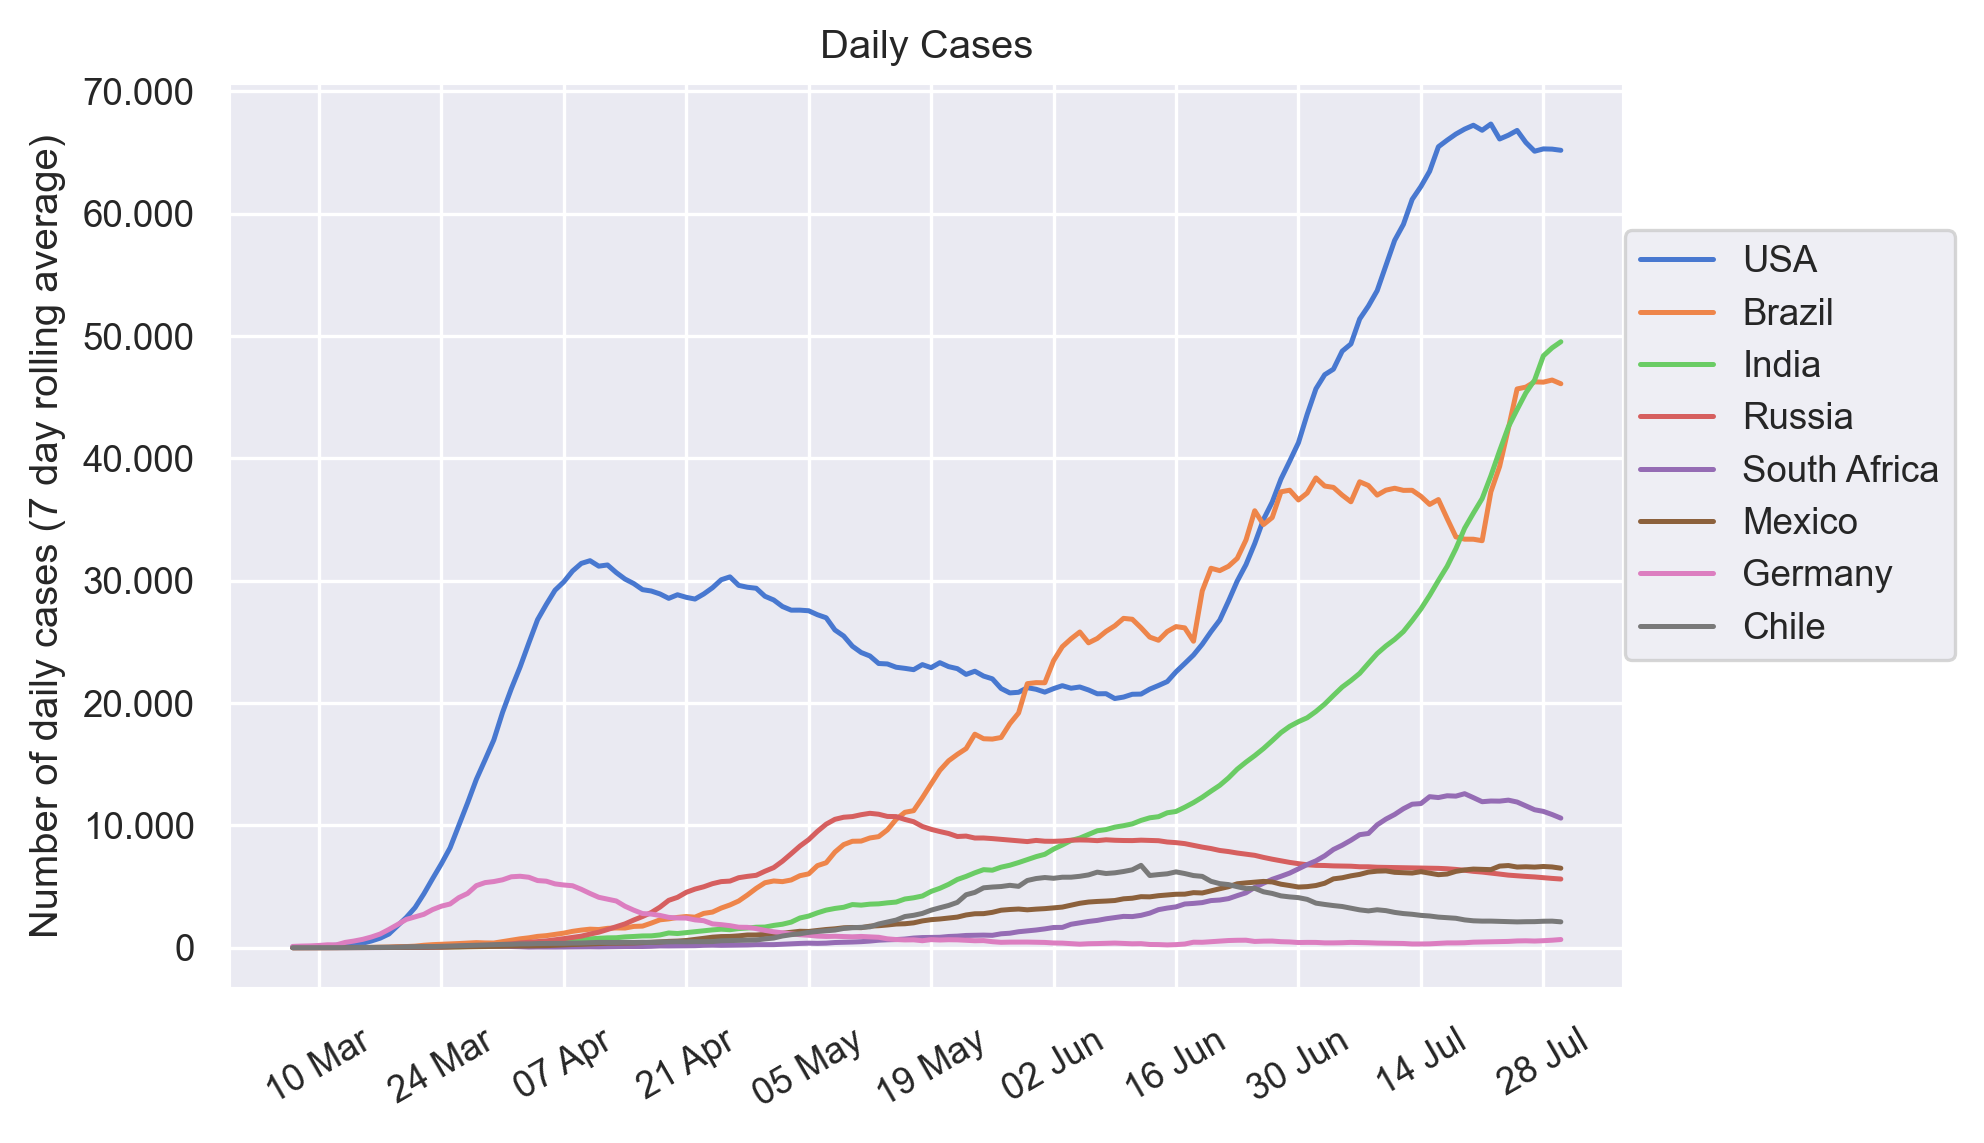 Daily Cases
Number of daily cases (7 day rolling average)
70.000
60.000
50.000
40.000
30.000
20.000
10.000
0
10 Mar
24 Mar
07 Apr
21 Apr
05 May
19 May
02 Jun
16 Jun
30 Jun
14 Jul
28 Jul
USA
Brazil
India
Russia
South Africa
Mexico
Germany
Chile